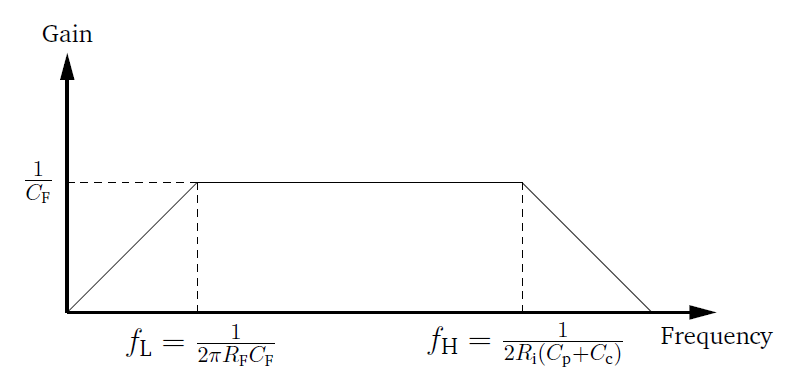 Gain
1/C_F
f_L = 1/(2πR_F C_F)
f_H = 1/(2R_i(C_p+C_c))
Frequency